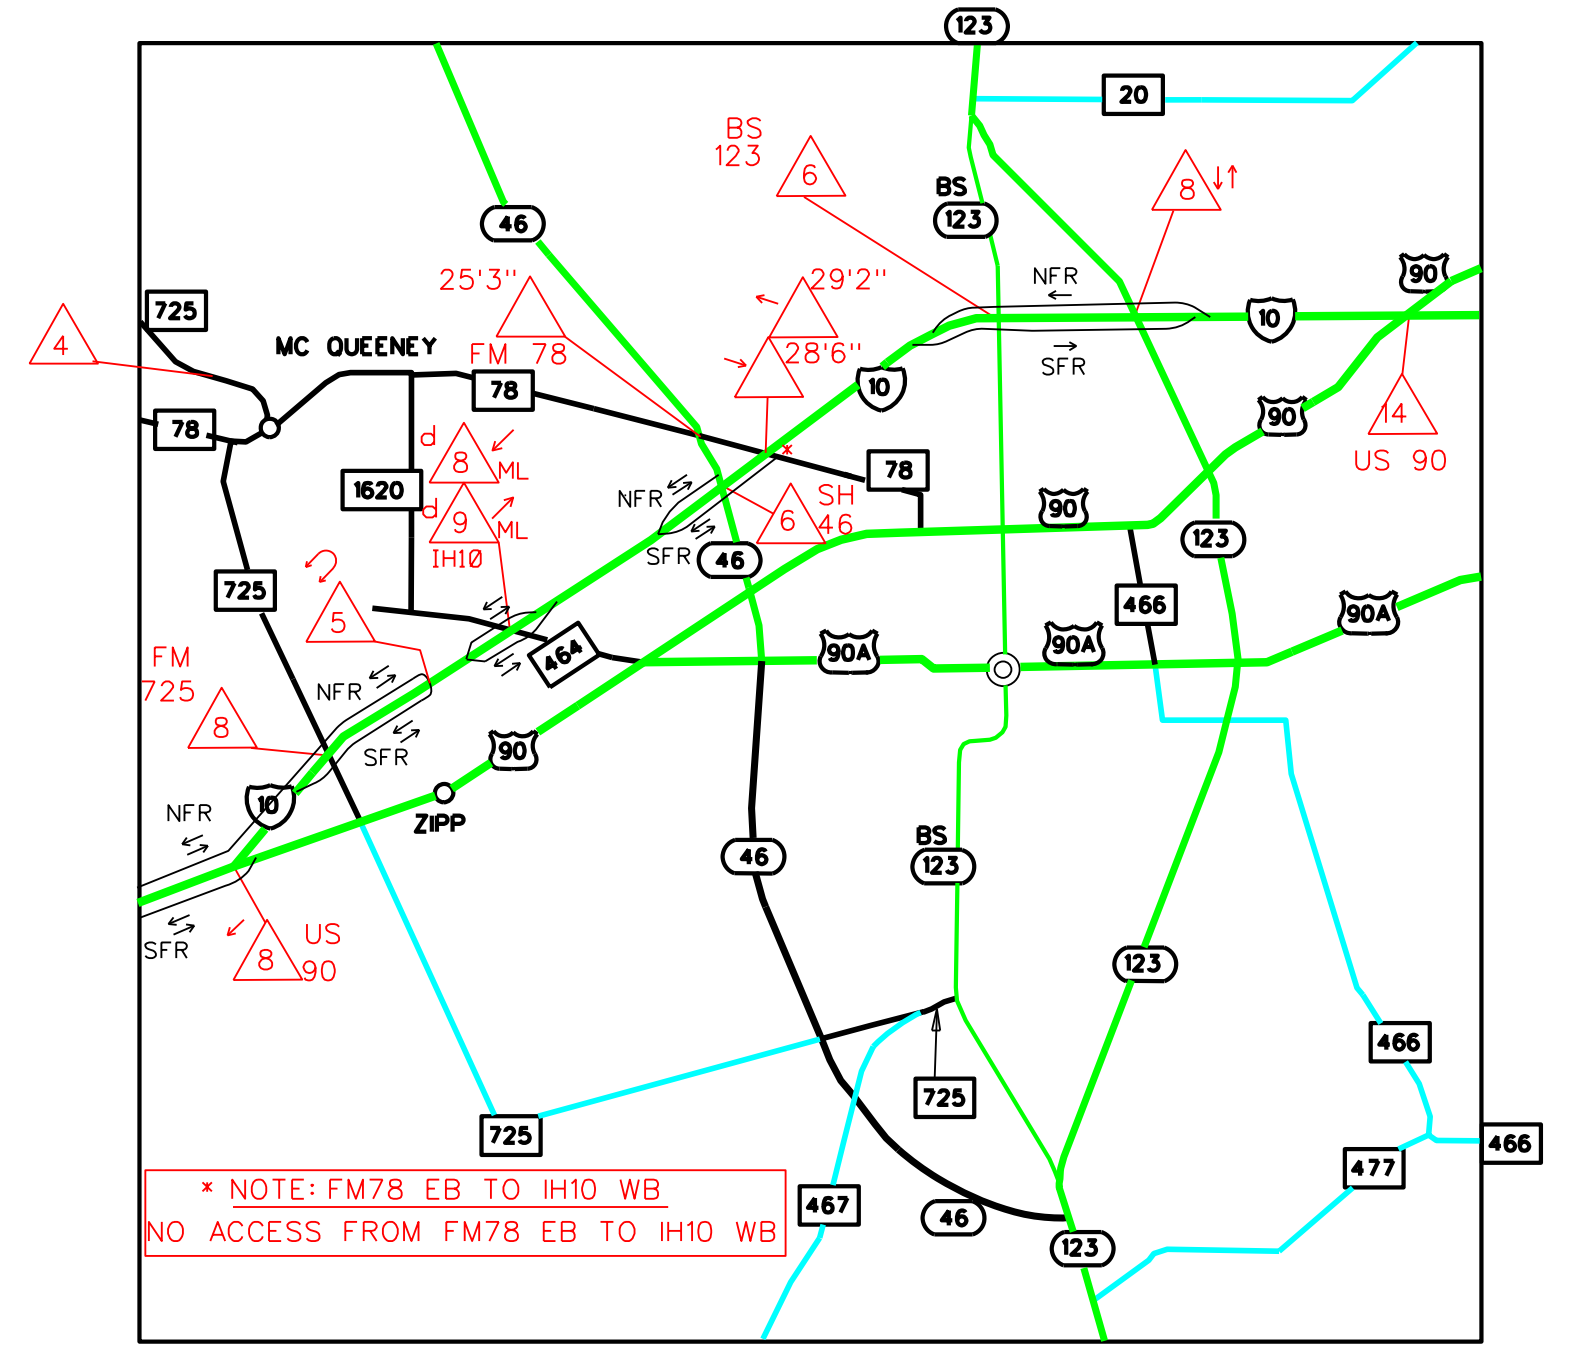 123
20
BS
123
6
8
BS
123
46
NFR
90
25'3"
29'2"
725
10
SFR
4
MC QUEENEY
FM 78
28'6"
78
10
14
US 90
90
78
d
8
ML
78
1620
d
9
ML
IH10
NFR
SFR
6
SH
46
90
123
46
725
5
466
90A
464
90A
90A
FM
725
NFR
8
SFR
90
10
NFR
ZIPP
46
BS
123
US
90
8
SFR
123
466
725
725
466
477
* NOTE: FM78 EB TO IH10 WB
NO ACCESS FROM FM78 EB TO IH10 WB
467
46
123
*